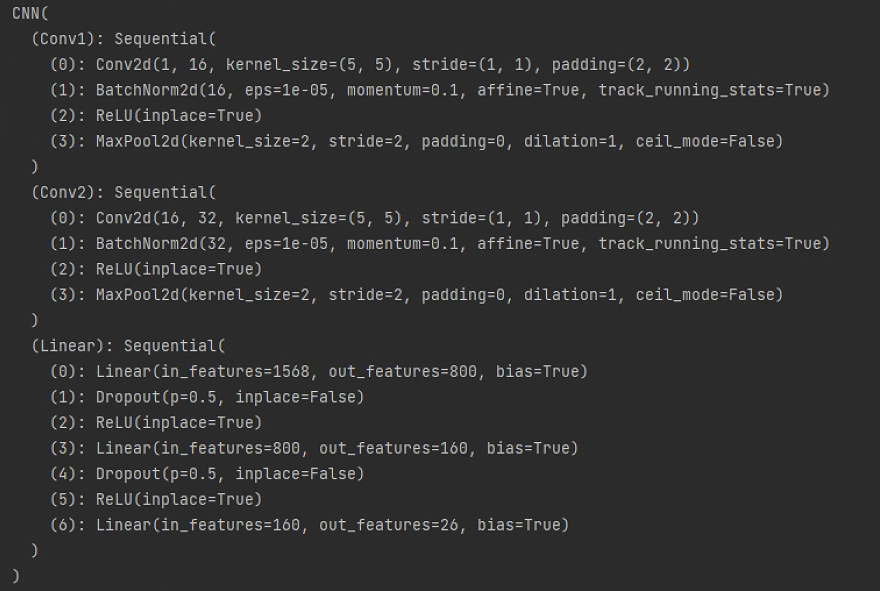 CNN(
  (Conv1): Sequential(
    (0): Conv2d(1, 16, kernel_size=(5, 5), stride=(1, 1), padding=(2, 2))
    (1): BatchNorm2d(16, eps=1e-05, momentum=0.1, affine=True, track_running_stats=True)
    (2): ReLU(inplace=True)
    (3): MaxPool2d(kernel_size=2, stride=2, padding=0, dilation=1, ceil_mode=False)
  )
  (Conv2): Sequential(
    (0): Conv2d(16, 32, kernel_size=(5, 5), stride=(1, 1), padding=(2, 2))
    (1): BatchNorm2d(32, eps=1e-05, momentum=0.1, affine=True, track_running_stats=True)
    (2): ReLU(inplace=True)
    (3): MaxPool2d(kernel_size=2, stride=2, padding=0, dilation=1, ceil_mode=False)
  )
  (Linear): Sequential(
    (0): Linear(in_features=1568, out_features=800, bias=True)
    (1): Dropout(p=0.5, inplace=False)
    (2): ReLU(inplace=True)
    (3): Linear(in_features=800, out_features=160, bias=True)
    (4): Dropout(p=0.5, inplace=False)
    (5): ReLU(inplace=True)
    (6): Linear(in_features=160, out_features=26, bias=True)
  )
)